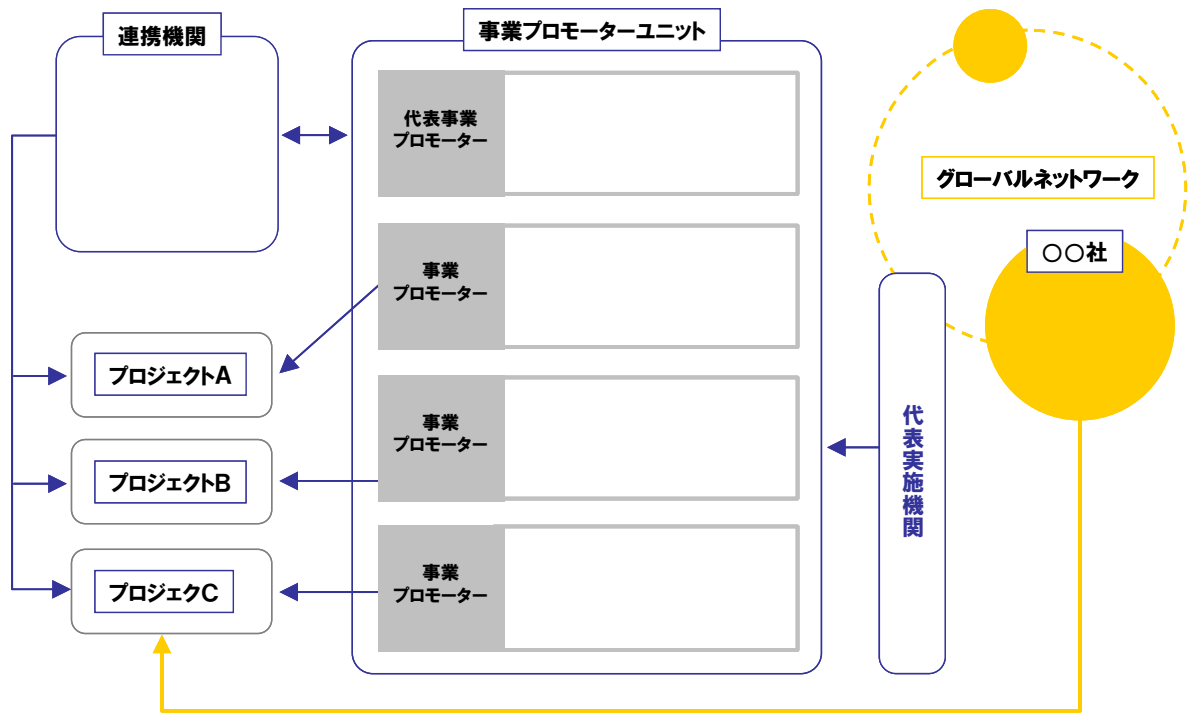 連携機関
事業プロモーターユニット
代表事業
プロモーター
グローバルネットワーク
〇〇社
事業
プロモーター
プロジェクトA
事業
プロモーター
プロジェクトB
代表実施機関
事業
プロモーター
プロジェクC